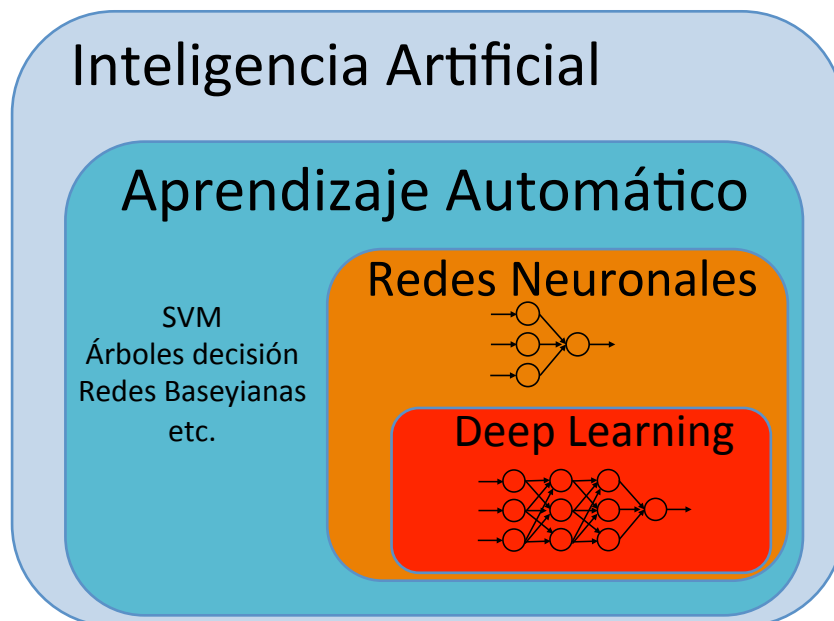 Inteligencia Artificial
Aprendizaje Automático
Redes Neuronales
SVM
Árboles decisión
Redes Baseyianas
etc.
Deep Learning